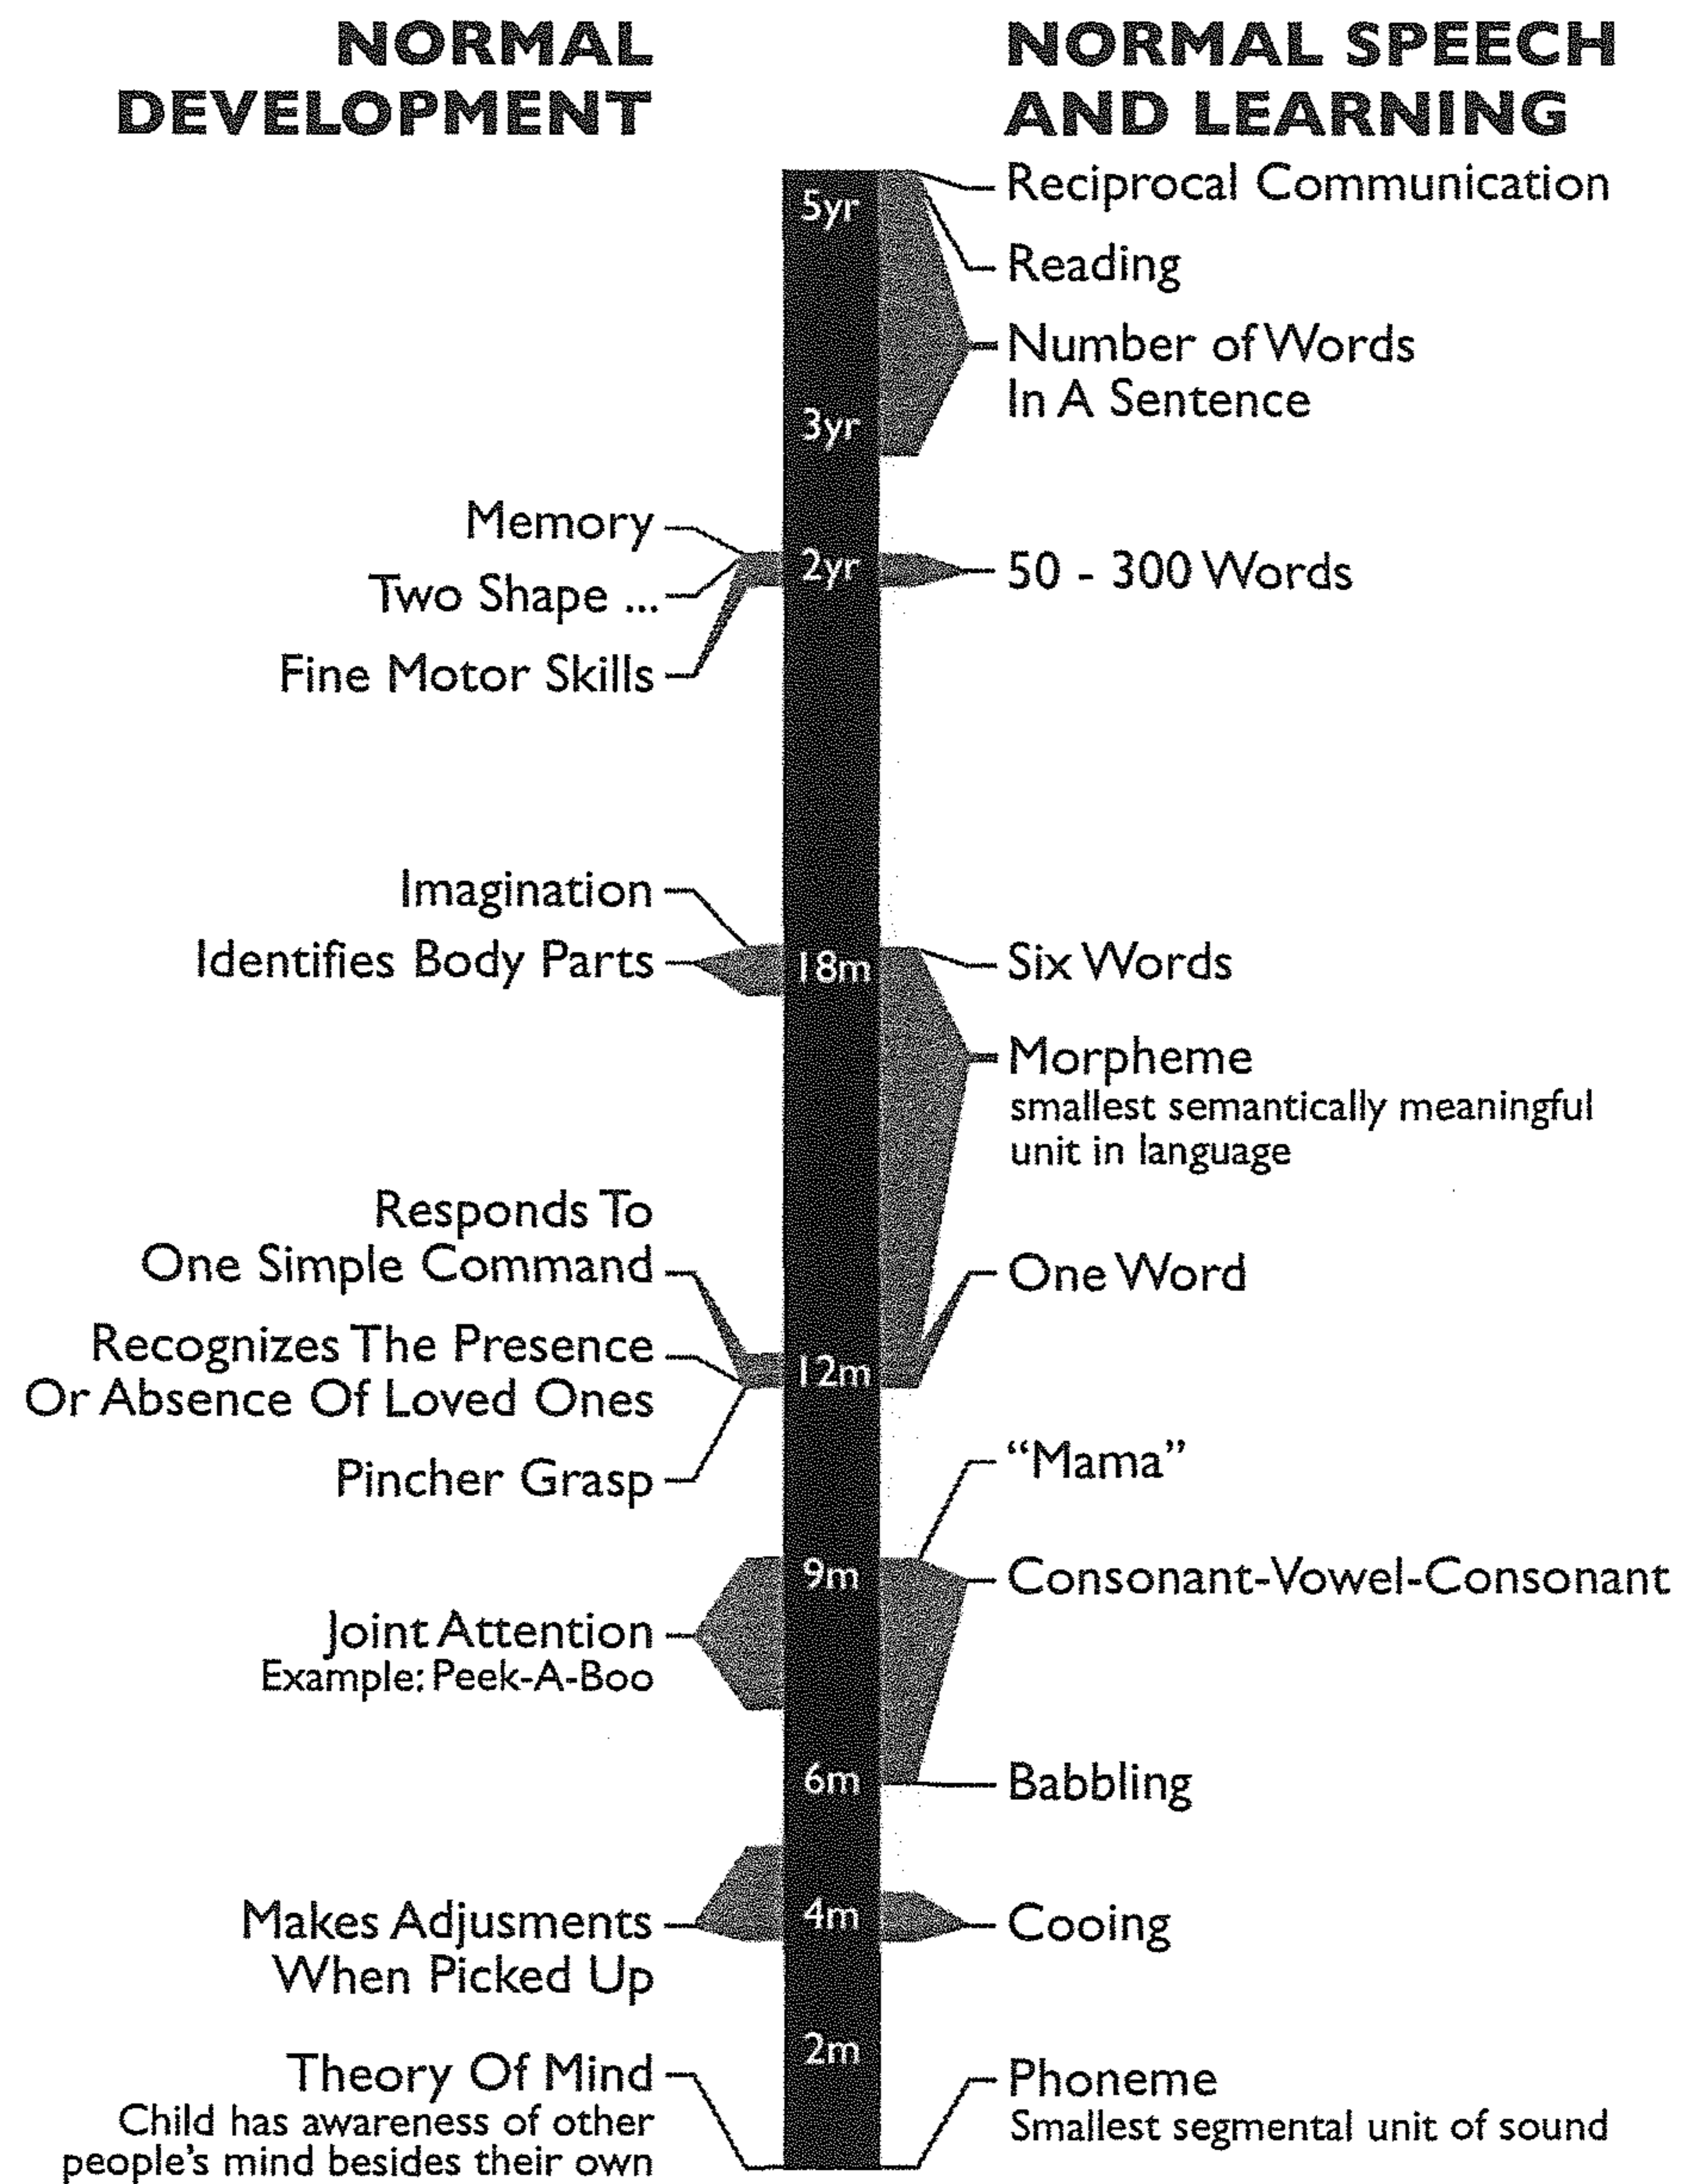 NORMAL
DEVELOPMENT
NORMAL SPEECH
AND LEARNING
5yr
3yr
2yr
18m
12m
9m
6m
4m
2m
Memory
Two Shape ...
Fine Motor Skills
Imagination
Identifies Body Parts
Responds To
One Simple Command
Recognizes The Presence
Or Absence Of Loved Ones
Pincher Grasp
Joint Attention
Example: Peek-A-Boo
Makes Adjusments
When Picked Up
Theory Of Mind
Child has awareness of other
people's mind besides their own
Reciprocal Communication
Reading
Number of Words
In A Sentence
50 - 300 Words
Six Words
Morpheme
smallest semantically meaningful
unit in language
One Word
“Mama”
Consonant-Vowel-Consonant
Babbling
Cooing
Phoneme
Smallest segmental unit of sound